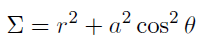 Σ = r² + a² cos² θ